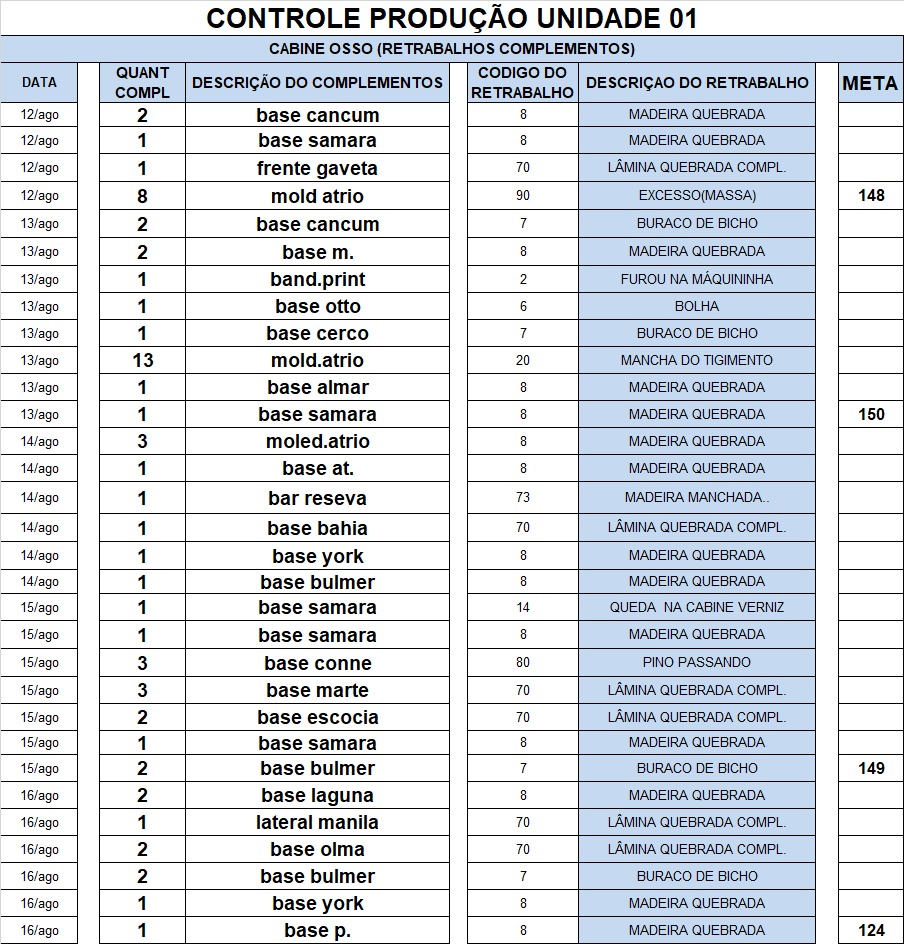 CONTROLE PRODUÇÃO UNIDADE 01
CABINE OSSO (RETRABALHOS COMPLEMENTOS)
DATA QUANT COMPL DESCRIÇÃO DO COMPLEMENTOS CODIGO DO RETRABALHO DESCRIÇAO DO RETRABALHO META
12/ago 2 base cancum 8 MADEIRA QUEBRADA
12/ago 1 base samara 8 MADEIRA QUEBRADA
12/ago 1 frente gaveta 70 LÂMINA QUEBRADA COMPL.
12/ago 8 mold atrio 90 EXCESSO(MASSA) 148
13/ago 2 base cancum 7 BURACO DE BICHO
13/ago 2 base m. 8 MADEIRA QUEBRADA
13/ago 1 band.print 2 FUROU NA MÁQUININHA
13/ago 1 base otto 6 BOLHA
13/ago 1 base cerco 7 BURACO DE BICHO
13/ago 13 mold.atrio 20 MANCHA DO TIGIMENTO
13/ago 1 base almar 8 MADEIRA QUEBRADA
13/ago 1 base samara 8 MADEIRA QUEBRADA 150
14/ago 3 moled.atrio 8 MADEIRA QUEBRADA
14/ago 1 base at. 8 MADEIRA QUEBRADA
14/ago 1 bar reseva 73 MADEIRA MANCHADA..
14/ago 1 base bahia 70 LÂMINA QUEBRADA COMPL.
14/ago 1 base york 8 MADEIRA QUEBRADA
14/ago 1 base bulmer 8 MADEIRA QUEBRADA
15/ago 1 base samara 14 QUEDA  NA CABINE VERNIZ
15/ago 1 base samara 8 MADEIRA QUEBRADA
15/ago 3 base conne 80 PINO PASSANDO
15/ago 3 base marte 70 LÂMINA QUEBRADA COMPL.
15/ago 2 base escocia 70 LÂMINA QUEBRADA COMPL.
15/ago 1 base samara 8 MADEIRA QUEBRADA
15/ago 2 base bulmer 7 BURACO DE BICHO 149
16/ago 2 base laguna 8 MADEIRA QUEBRADA
16/ago 1 lateral manila 70 LÂMINA QUEBRADA COMPL.
16/ago 2 base olma 70 LÂMINA QUEBRADA COMPL.
16/ago 2 base bulmer 7 BURACO DE BICHO
16/ago 1 base york 8 MADEIRA QUEBRADA
16/ago 1 base p. 8 MADEIRA QUEBRADA 124